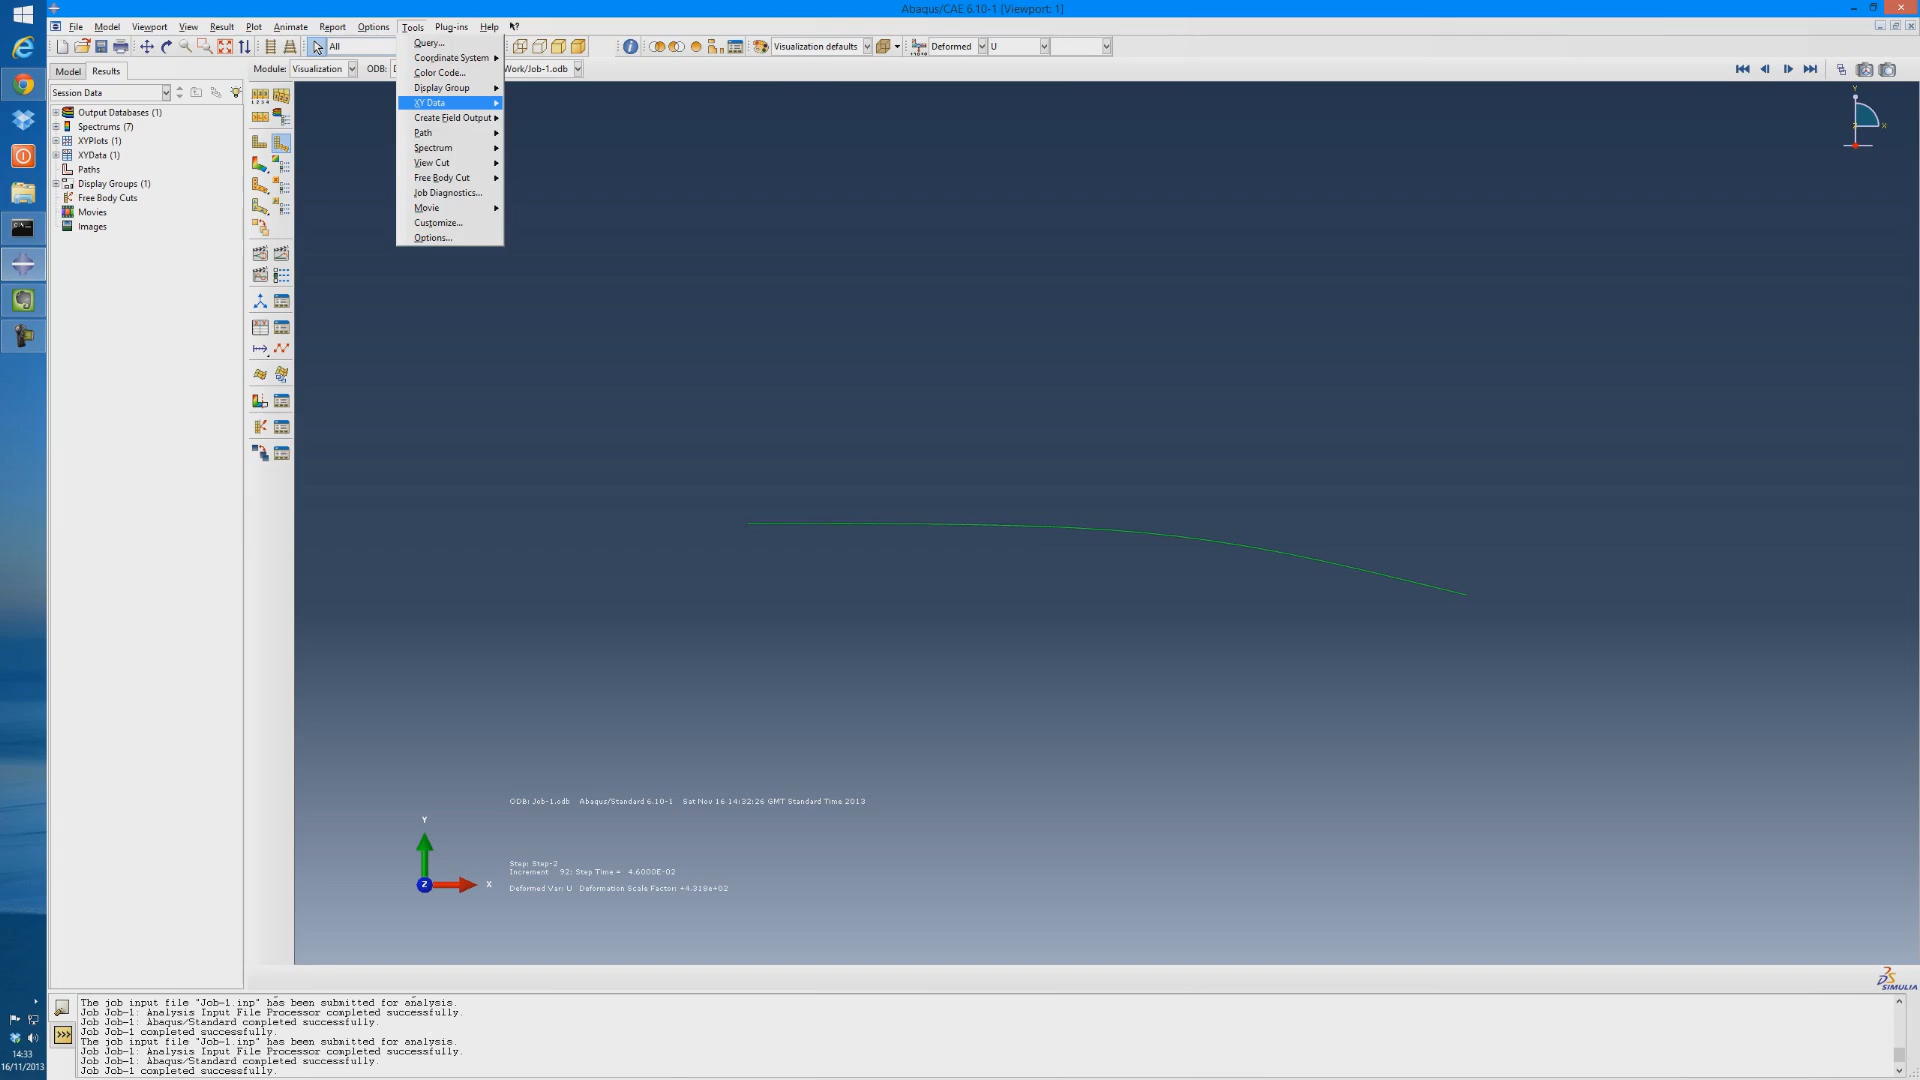 Abaqus/CAE 6.10-1 [Viewport: 1]
File Model Viewport View Result Plot Animate Report Options Tools Plug-ins Help
All
Visualization defaults
Deformed
U
Model Results
Module: Visualization ODB: Work/Job-1.odb
Session Data
Output Databases (1)
Spectrums (7)
XYPlots (1)
XYData (1)
Paths
Display Groups (1)
Free Body Cuts
Movies
Images
Query...
Coordinate System
Color Code...
Display Group
XY Data
Create Field Output
Path
Spectrum
View Cut
Free Body Cut
Job Diagnostics...
Movie
Customize...
Options...
Y
X
Z
ODB: Job-1.odb Abaqus/Standard 6.10-1 Sat Nov 16 14:32:26 GMT Standard Time 2013
Y
Z
X
Step: Step-2
Increment 92: Step Time = 4.6000E-02
Deformed Var: U Deformation Scale Factor: +4.318e+02
SIMULIA
The job input file "Job-1.inp" has been submitted for analysis.
Job Job-1: Analysis Input File Processor completed successfully.
Job Job-1: Abaqus/Standard completed successfully.
Job Job-1 completed successfully.
The job input file "Job-1.inp" has been submitted for analysis.
Job Job-1: Analysis Input File Processor completed successfully.
Job Job-1: Abaqus/Standard completed successfully.
Job Job-1 completed successfully.
14:33
16/11/2013